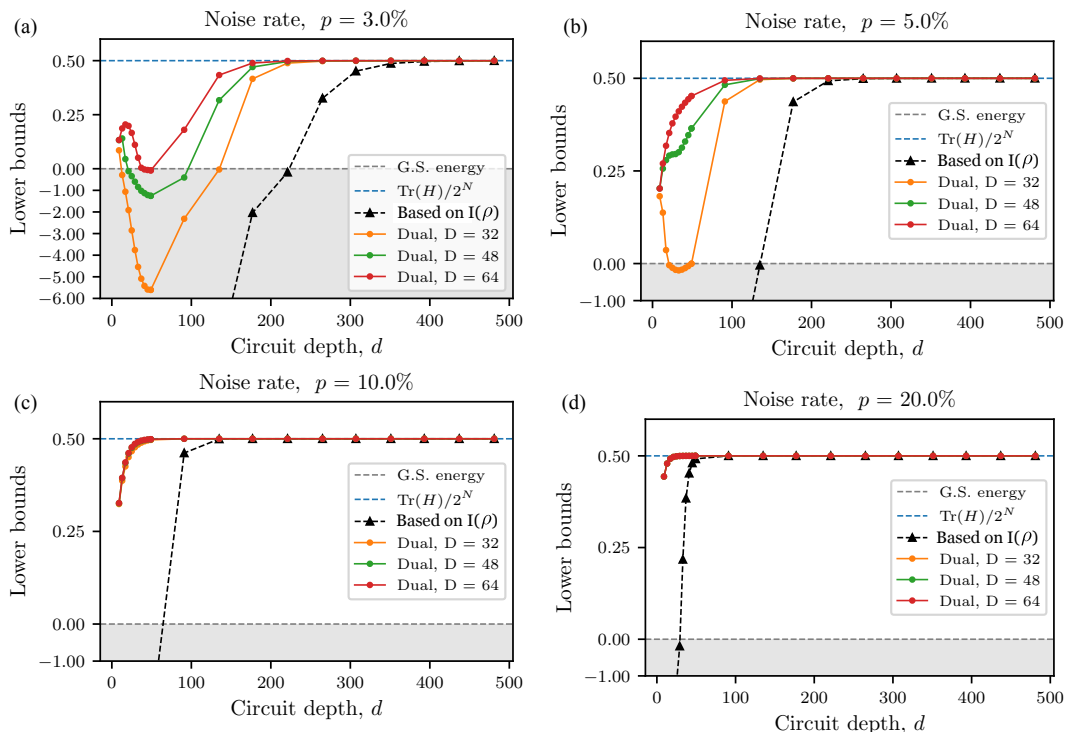 (a)
Noise rate, p = 3.0%
0.50
0.25
0.00
−1.00
−2.00
−3.00
−4.00
−5.00
−6.00
Lower bounds
G.S. energy
Tr(H)/2^N
Based on I(ρ)
Dual, D = 32
Dual, D = 48
Dual, D = 64
0 100 200 300 400 500
Circuit depth, d
(b)
Noise rate, p = 5.0%
0.50
0.25
0.00
−1.00
Lower bounds
G.S. energy
Tr(H)/2^N
Based on I(ρ)
Dual, D = 32
Dual, D = 48
Dual, D = 64
0 100 200 300 400 500
Circuit depth, d
(c)
Noise rate, p = 10.0%
0.50
0.25
0.00
−1.00
Lower bounds
G.S. energy
Tr(H)/2^N
Based on I(ρ)
Dual, D = 32
Dual, D = 48
Dual, D = 64
0 100 200 300 400 500
Circuit depth, d
(d)
Noise rate, p = 20.0%
0.50
0.25
0.00
−1.00
Lower bounds
G.S. energy
Tr(H)/2^N
Based on I(ρ)
Dual, D = 32
Dual, D = 48
Dual, D = 64
0 100 200 300 400 500
Circuit depth, d